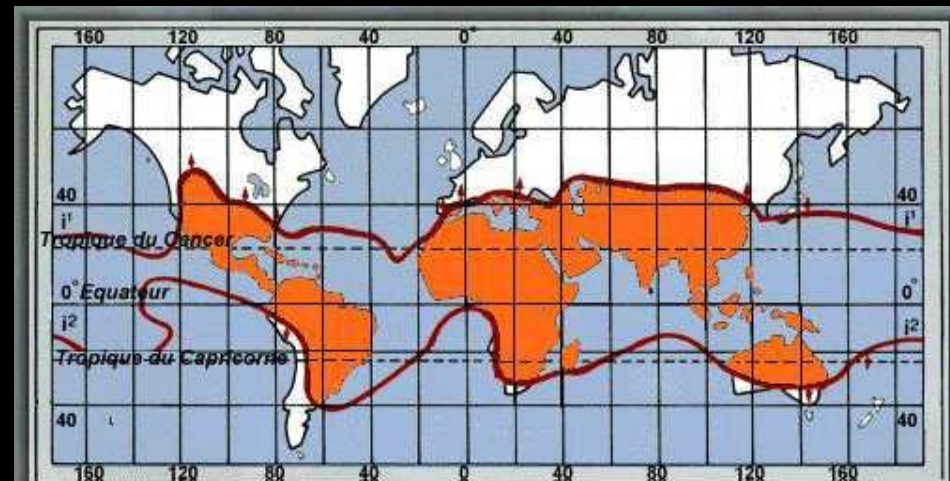 160 120 80 40 0° 40 80 120 160
40 40
i¹ i¹
Tropique du Cancer
0° Equateur 0°
i² i²
Tropique du Capricorne
40 40
160 120 80 40 0 40 80 120 160